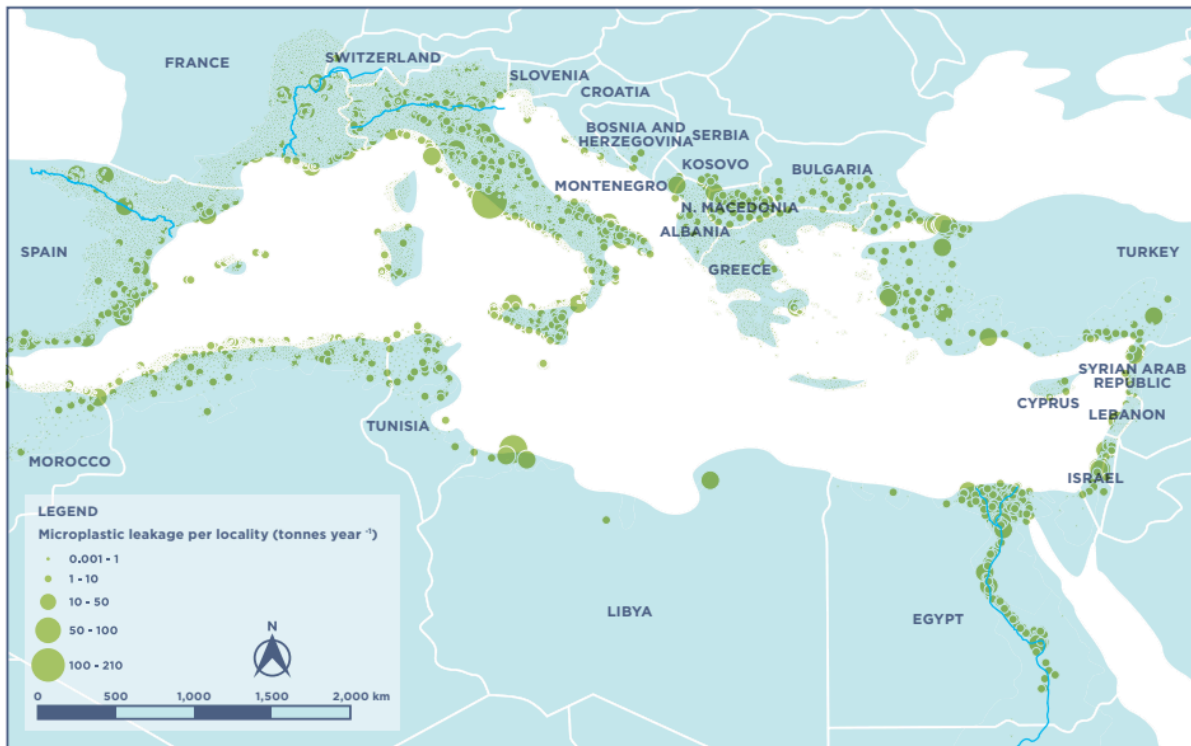 FRANCE
SWITZERLAND
SLOVENIA
CROATIA
BOSNIA AND
HERZEGOVINA
SERBIA
KOSOVO
BULGARIA
MONTENEGRO
N. MACEDONIA
ALBANIA
SPAIN
GREECE
TURKEY
SYRIAN ARAB
REPUBLIC
CYPRUS
LEBANON
TUNISIA
MOROCCO
ISRAEL
LIBYA
EGYPT
LEGEND
Microplastic leakage per locality (tonnes year ⁻¹)
0.001 - 1
1 - 10
10 - 50
50 - 100
100 - 210
N
0 500 1,000 1,500 2,000 km